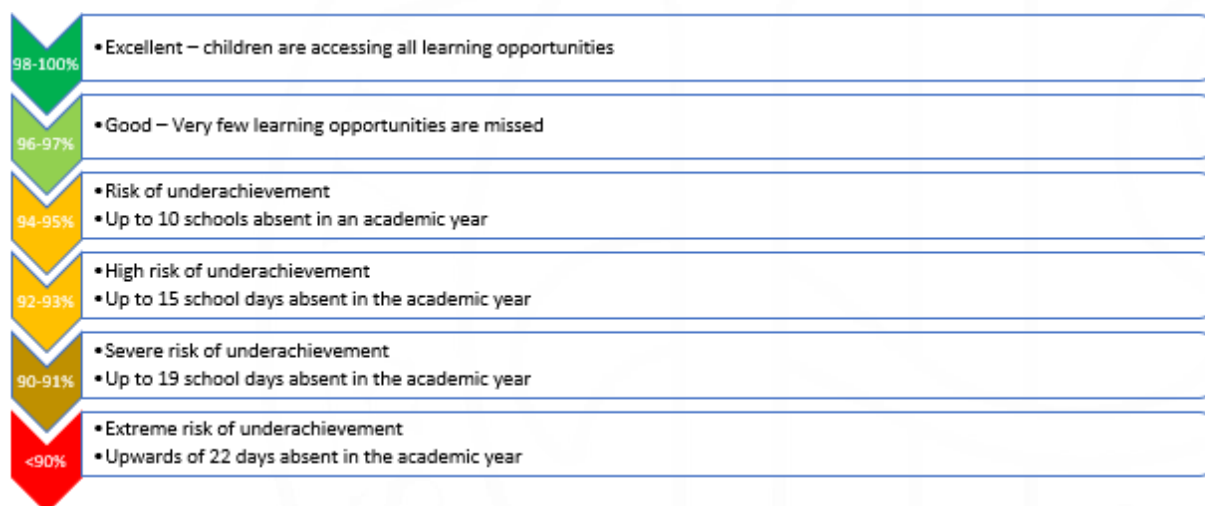 98-100%
•Excellent – children are accessing all learning opportunities
96-97%
•Good – Very few learning opportunities are missed
94-95%
•Risk of underachievement
•Up to 10 schools absent in an academic year
92-93%
•High risk of underachievement
•Up to 15 school days absent in the academic year
90-91%
•Severe risk of underachievement
•Up to 19 school days absent in the academic year
<90%
•Extreme risk of underachievement
•Upwards of 22 days absent in the academic year